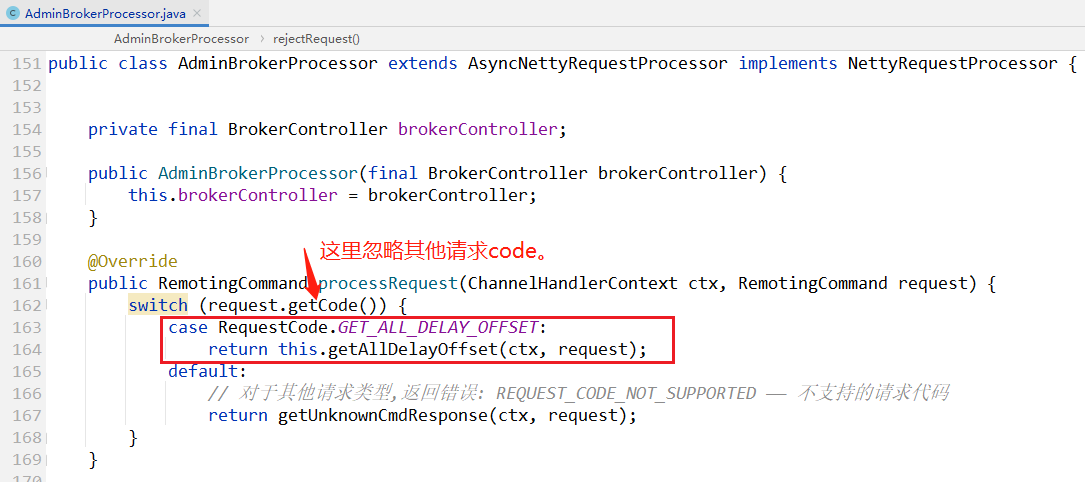 AdminBrokerProcessor.java ×
AdminBrokerProcessor › rejectRequest()
151 public class AdminBrokerProcessor extends AsyncNettyRequestProcessor implements NettyRequestProcessor {
152
153
154 private final BrokerController brokerController;
155
156 public AdminBrokerProcessor(final BrokerController brokerController) {
157 this.brokerController = brokerController;
158 }
159 这里忽略其他请求code。
160 @Override
161 public RemotingCommand processRequest(ChannelHandlerContext ctx, RemotingCommand request) {
162 switch (request.getCode()) {
163 case RequestCode.GET_ALL_DELAY_OFFSET:
164 return this.getAllDelayOffset(ctx, request);
165 default:
166 // 对于其他请求类型,返回错误: REQUEST_CODE_NOT_SUPPORTED —— 不支持的请求代码
167 return getUnknownCmdResponse(ctx, request);
168 }
169 }
170